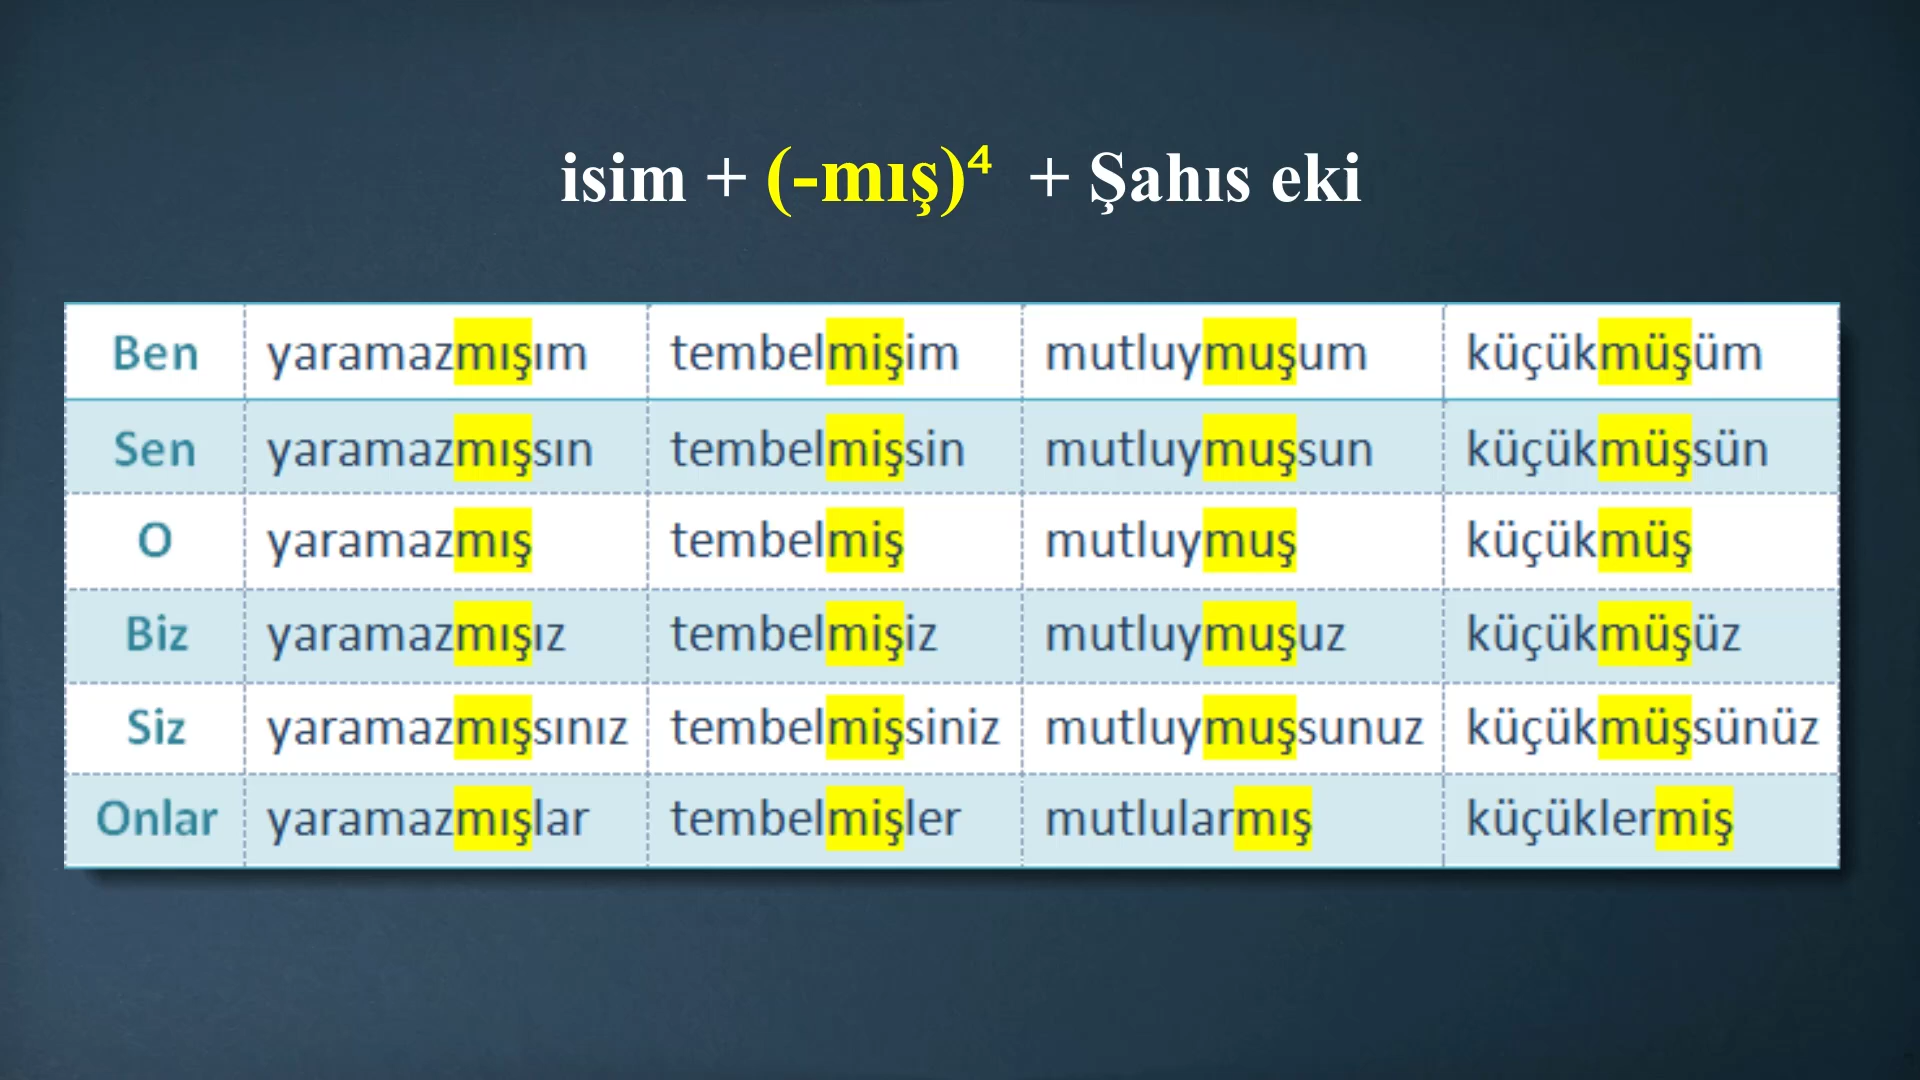 isim + (-mış)⁴ + Şahıs eki
Ben yaramazmışım tembelmişim mutluymuşum küçükmüşüm
Sen yaramazmışsın tembelmişsin mutluymuşsun küçükmüşsün
O yaramazmış tembelmiş mutluymuş küçükmüş
Biz yaramazmışız tembelmişiz mutluymuşuz küçükmüşüz
Siz yaramazmışsınız tembelmişsiniz mutluymuşsunuz küçükmüşsünüz
Onlar yaramazmışlar tembelmişler mutlularmış küçüklermiş